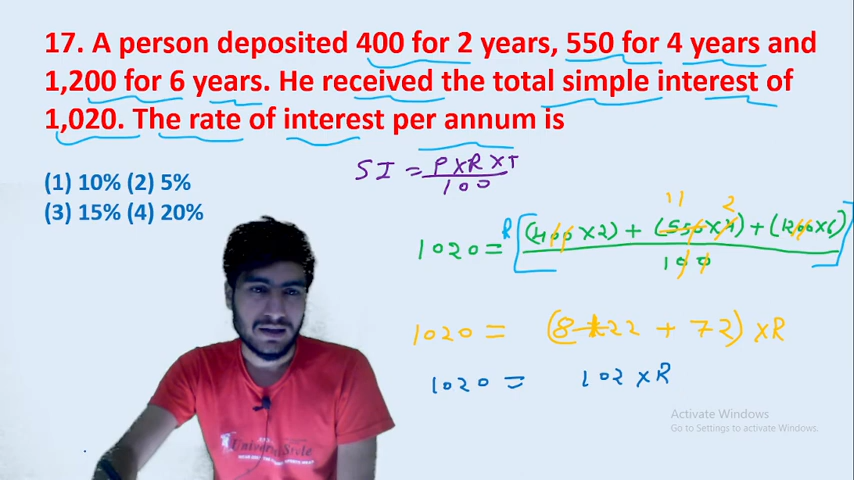 17. A person deposited 400 for 2 years, 550 for 4 years and
1,200 for 6 years. He received the total simple interest of
1,020. The rate of interest per annum is
(1) 10% (2) 5%
(3) 15% (4) 20%
SI = P×R×T
100
11 2
1020 = R[(400×2) + (550×4) + (1200×6)]
100
1020 = (8+22 + 72) ×R
1020 = 102 ×R
Activate Windows
Go to Settings to activate Windows.